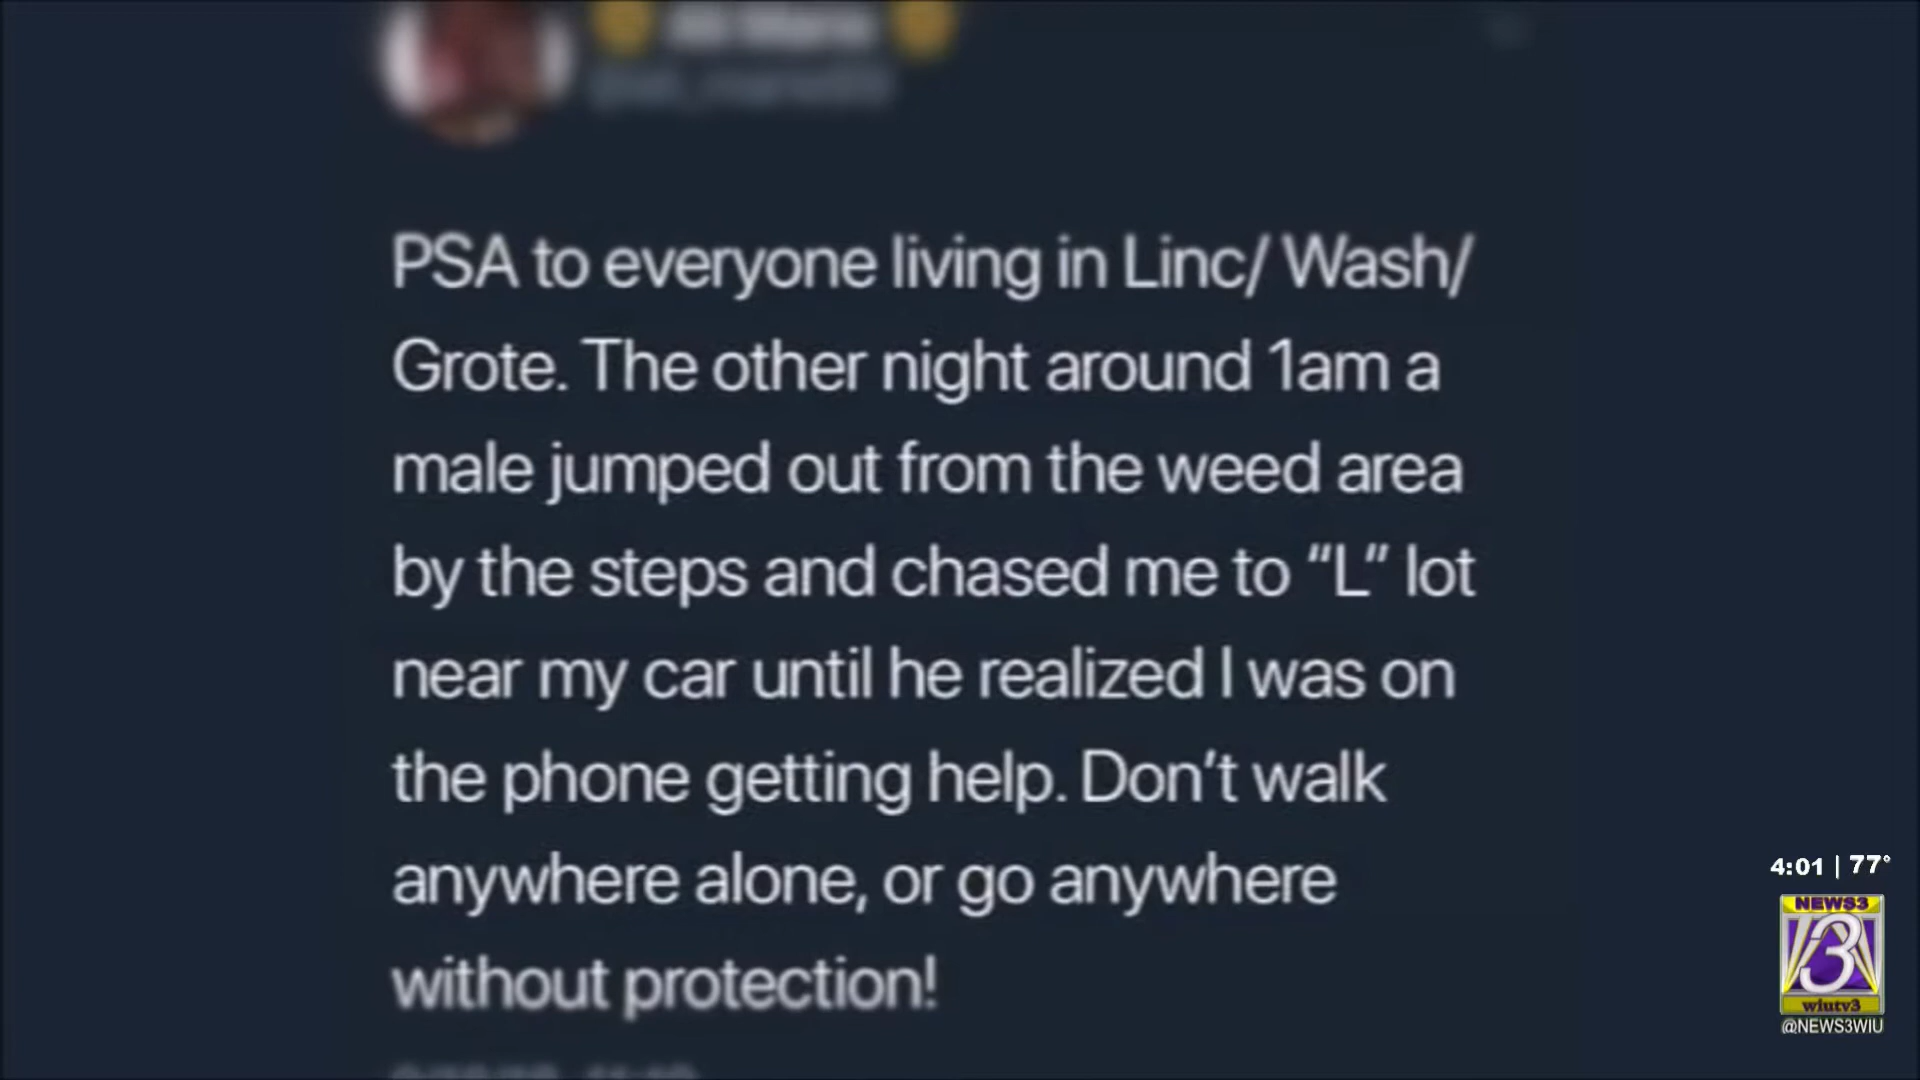 PSA to everyone living in Linc/ Wash/
Grote. The other night around 1am a
male jumped out from the weed area
by the steps and chased me to “L” lot
near my car until he realized I was on
the phone getting help. Don’t walk
anywhere alone, or go anywhere
without protection!
4:01 | 77°
NEWS3
3
wiutv3
@NEWS3WIU